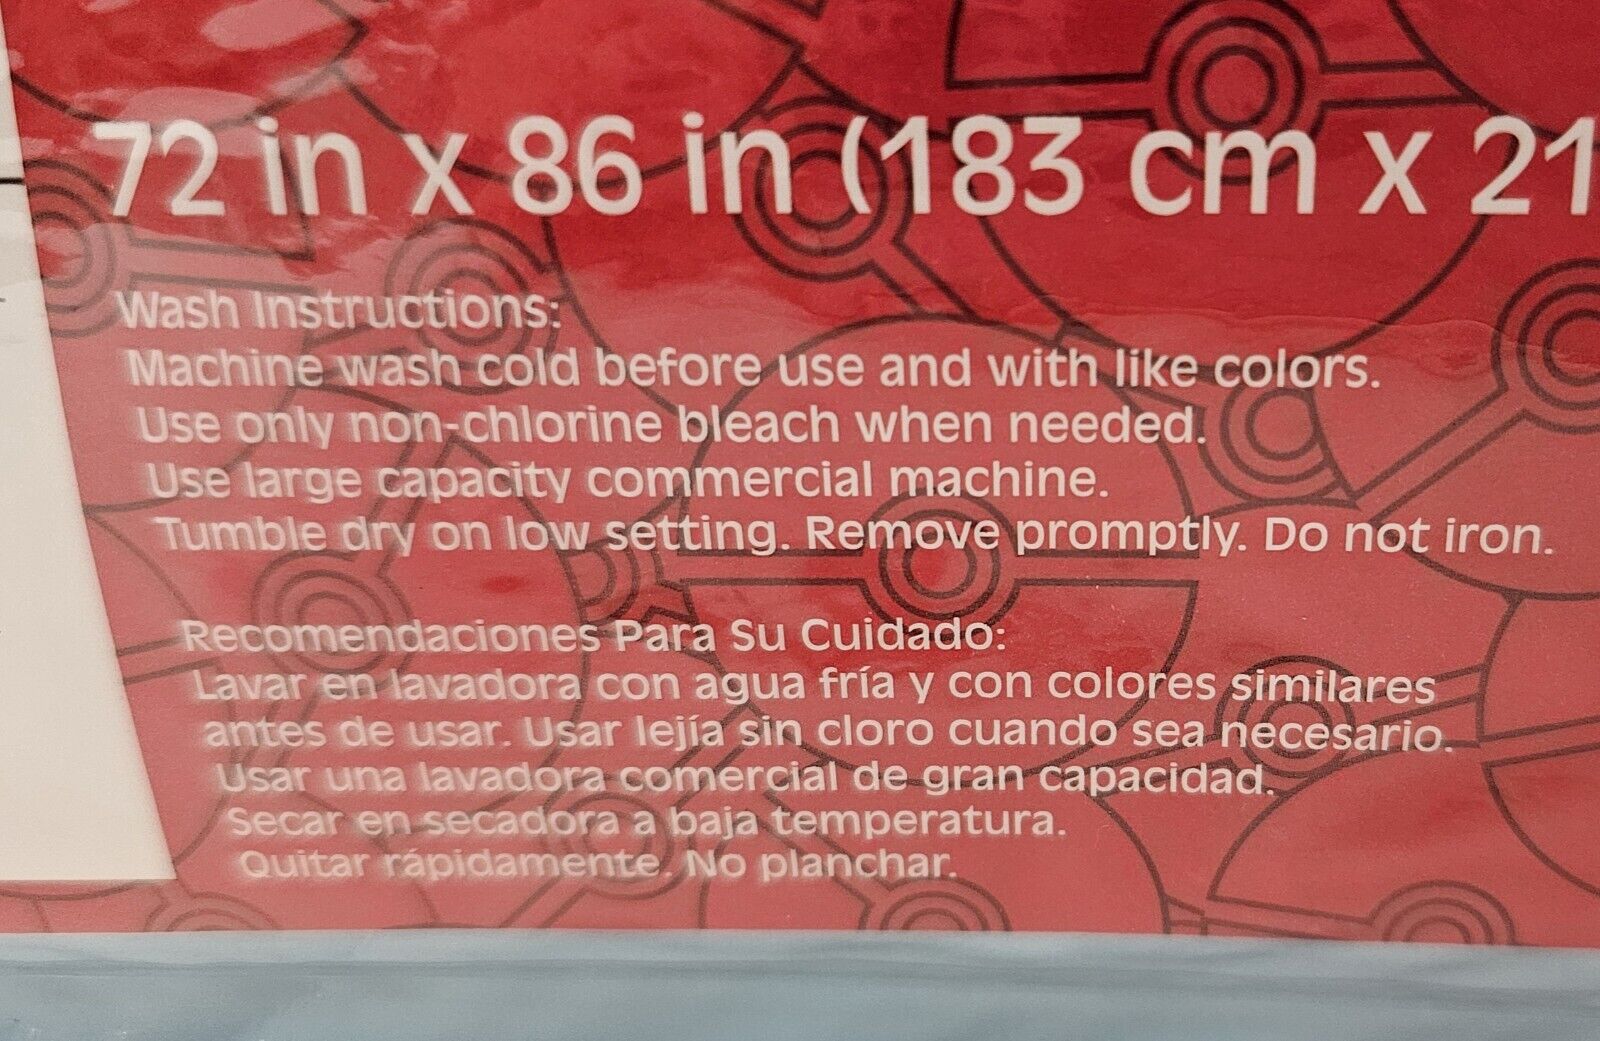 72 in x 86 in (183 cm x 21
Wash Instructions:
Machine wash cold before use and with like colors.
Use only non-chlorine bleach when needed.
Use large capacity commercial machine.
Tumble dry on low setting. Remove promptly. Do not iron.
Recomendaciones Para Su Cuidado:
Lavar en lavadora con agua fría y con colores similares
antes de usar. Usar lejía sin cloro cuando sea necesario.
Usar una lavadora comercial de gran capacidad.
Secar en secadora a baja temperatura.
Quitar rápidamente. No planchar.